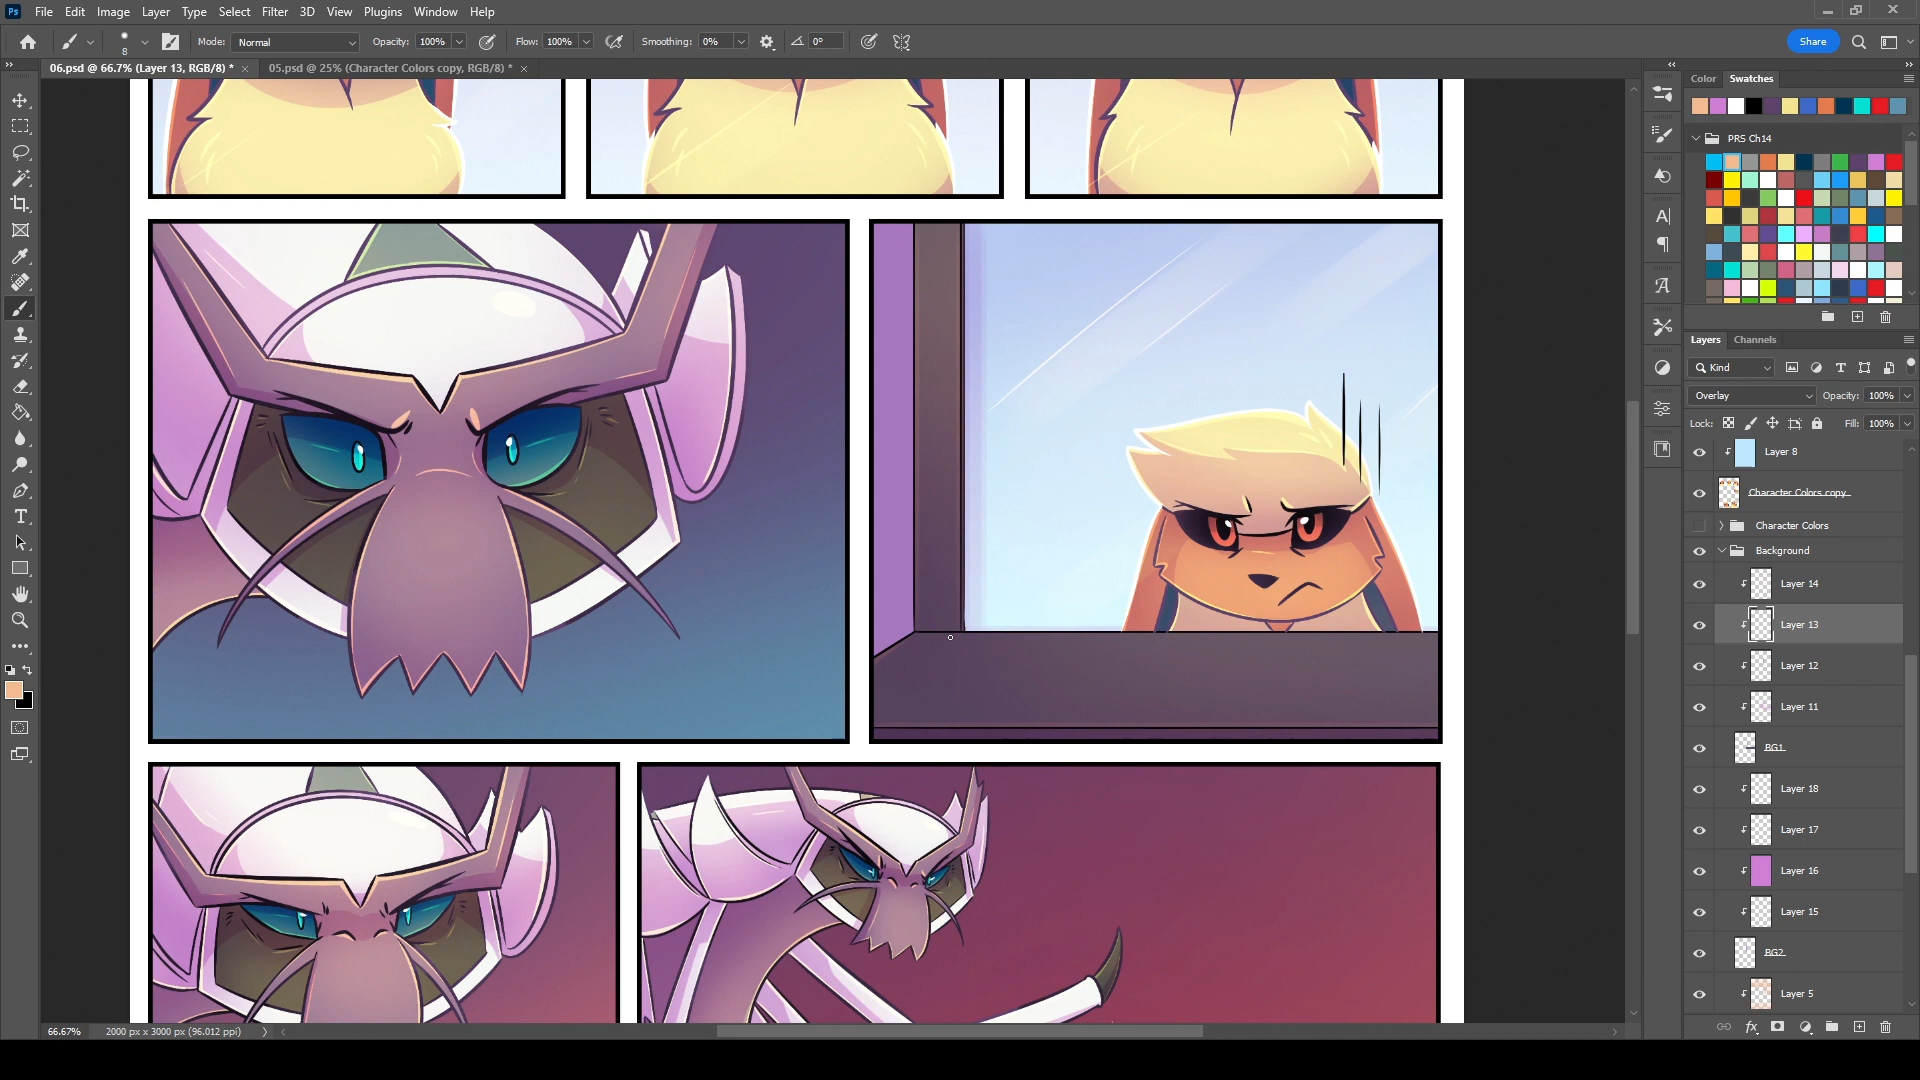 Ps File Edit Image Layer Type Select Filter 3D View Plugins Window Help
8 Mode: Normal Opacity: 100% Flow: 100% Smoothing: 0% 0° Share
06.psd @ 66.7% (Layer 13, RGB/8) * × 05.psd @ 25% (Character Colors copy, RGB/8) * ×
Color Swatches
PRS Ch14
Layers Channels
Kind
Overlay Opacity: 100%
Lock: Fill: 100%
Layer 8
Character Colors copy
Character Colors
Background
Layer 14
Layer 13
Layer 12
Layer 11
BG1
Layer 18
Layer 17
Layer 16
Layer 15
BG2
Layer 5
66.67% 2000 px x 3000 px (96.012 ppi)